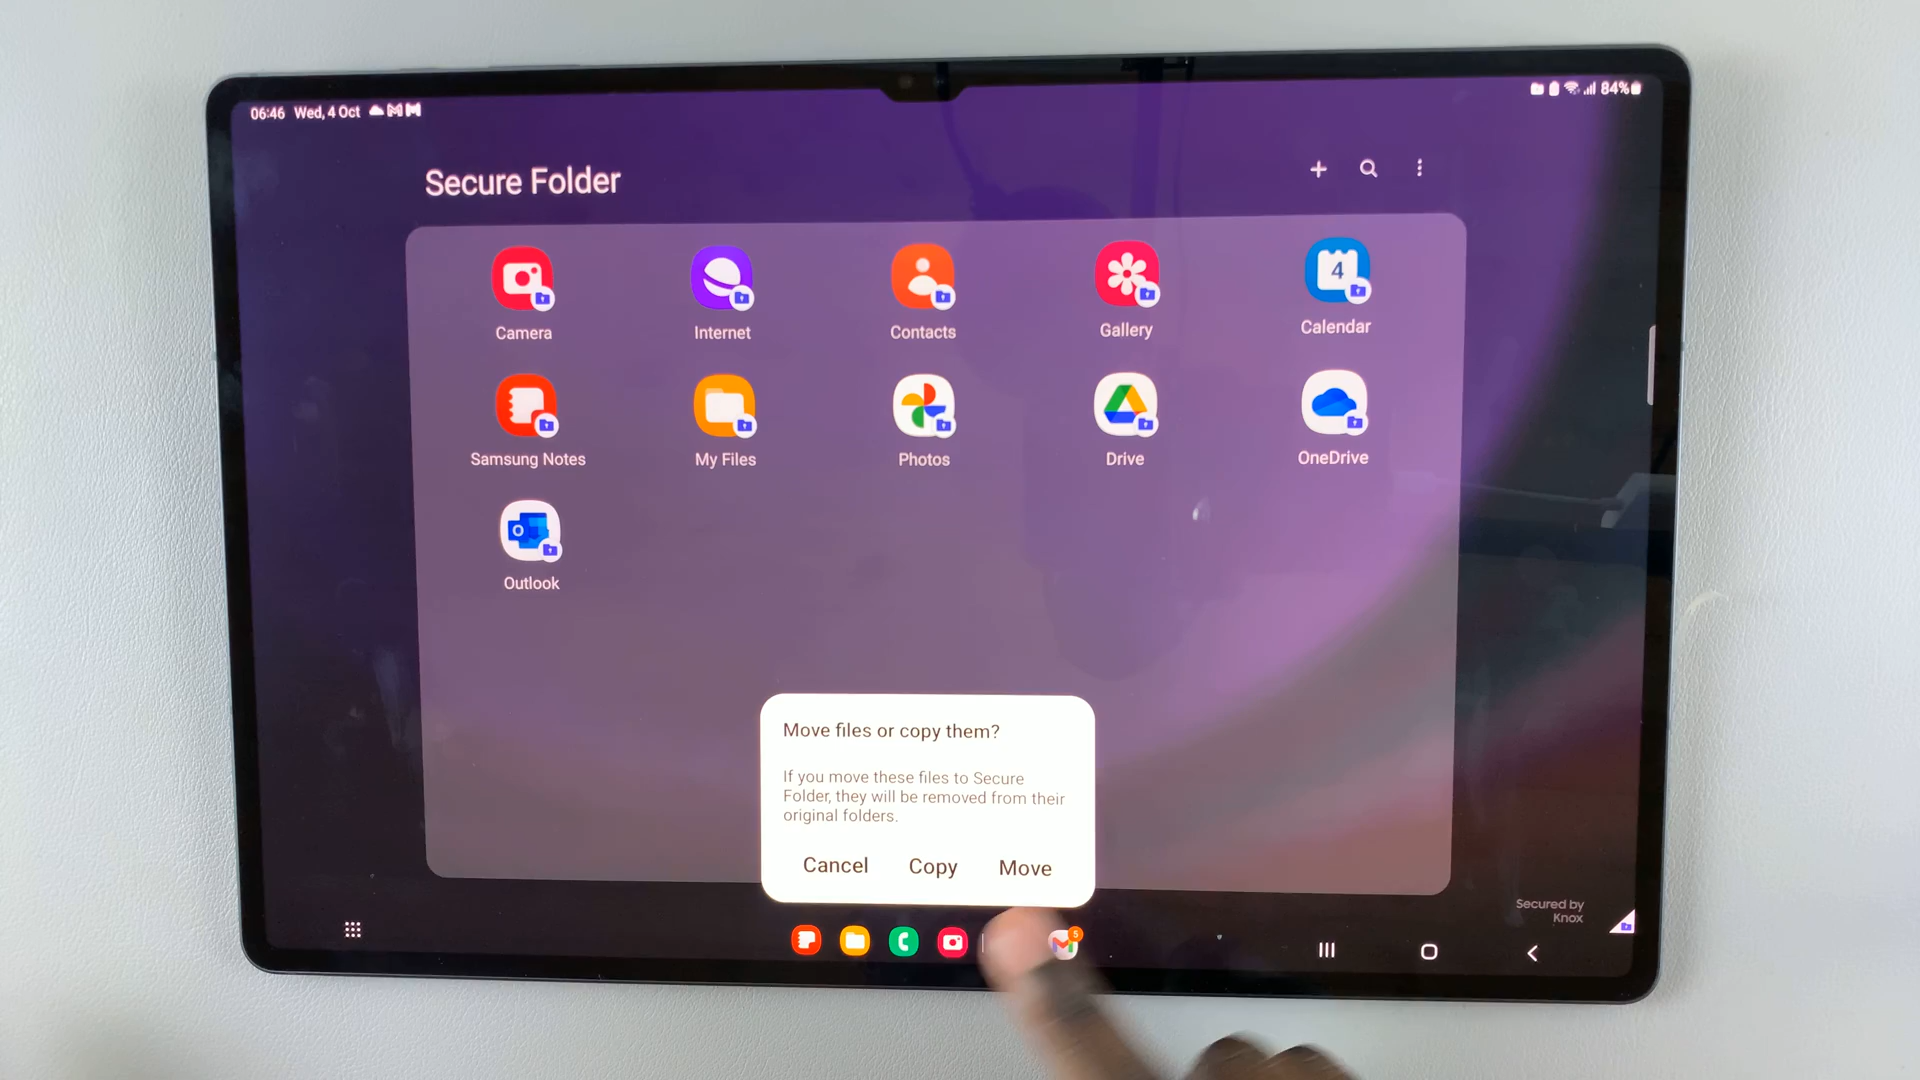 06:46 Wed, 4 Oct
84%
Secure Folder
4
Camera
Internet
Contacts
Gallery
Calendar
Samsung Notes
My Files
Photos
Drive
OneDrive
Outlook
Move files or copy them?
If you move these files to Secure
Folder, they will be removed from their
original folders.
Cancel
Copy
Move
5
Secured by
Knox